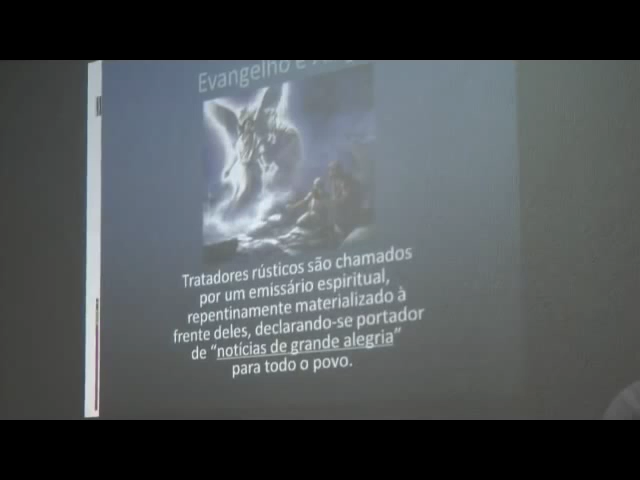 Evangelho e
Tratadores rústicos são chamados
por um emissário espiritual,
repentinamente materializado à
frente deles, declarando-se portador
de “notícias de grande alegria”
para todo o povo.